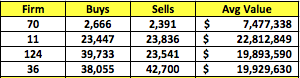 Firm Buys Sells Avg Value
70 2,666 2,391 $ 7,477,338
11 23,447 23,836 $ 22,812,849
124 39,733 23,541 $ 19,893,590
36 38,055 42,700 $ 19,929,630